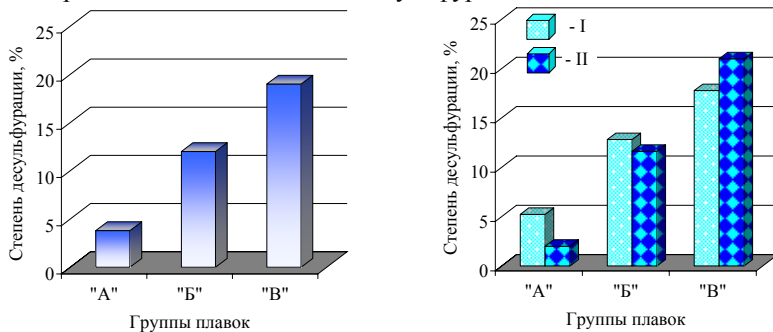 25
20
15
10
5
0
Степень десульфурации, %
"А"
"Б"
"В"
Группы плавок
25
20
15
10
5
0
Степень десульфурации, %
- I
- II
"А"
"Б"
"В"
Группы плавок